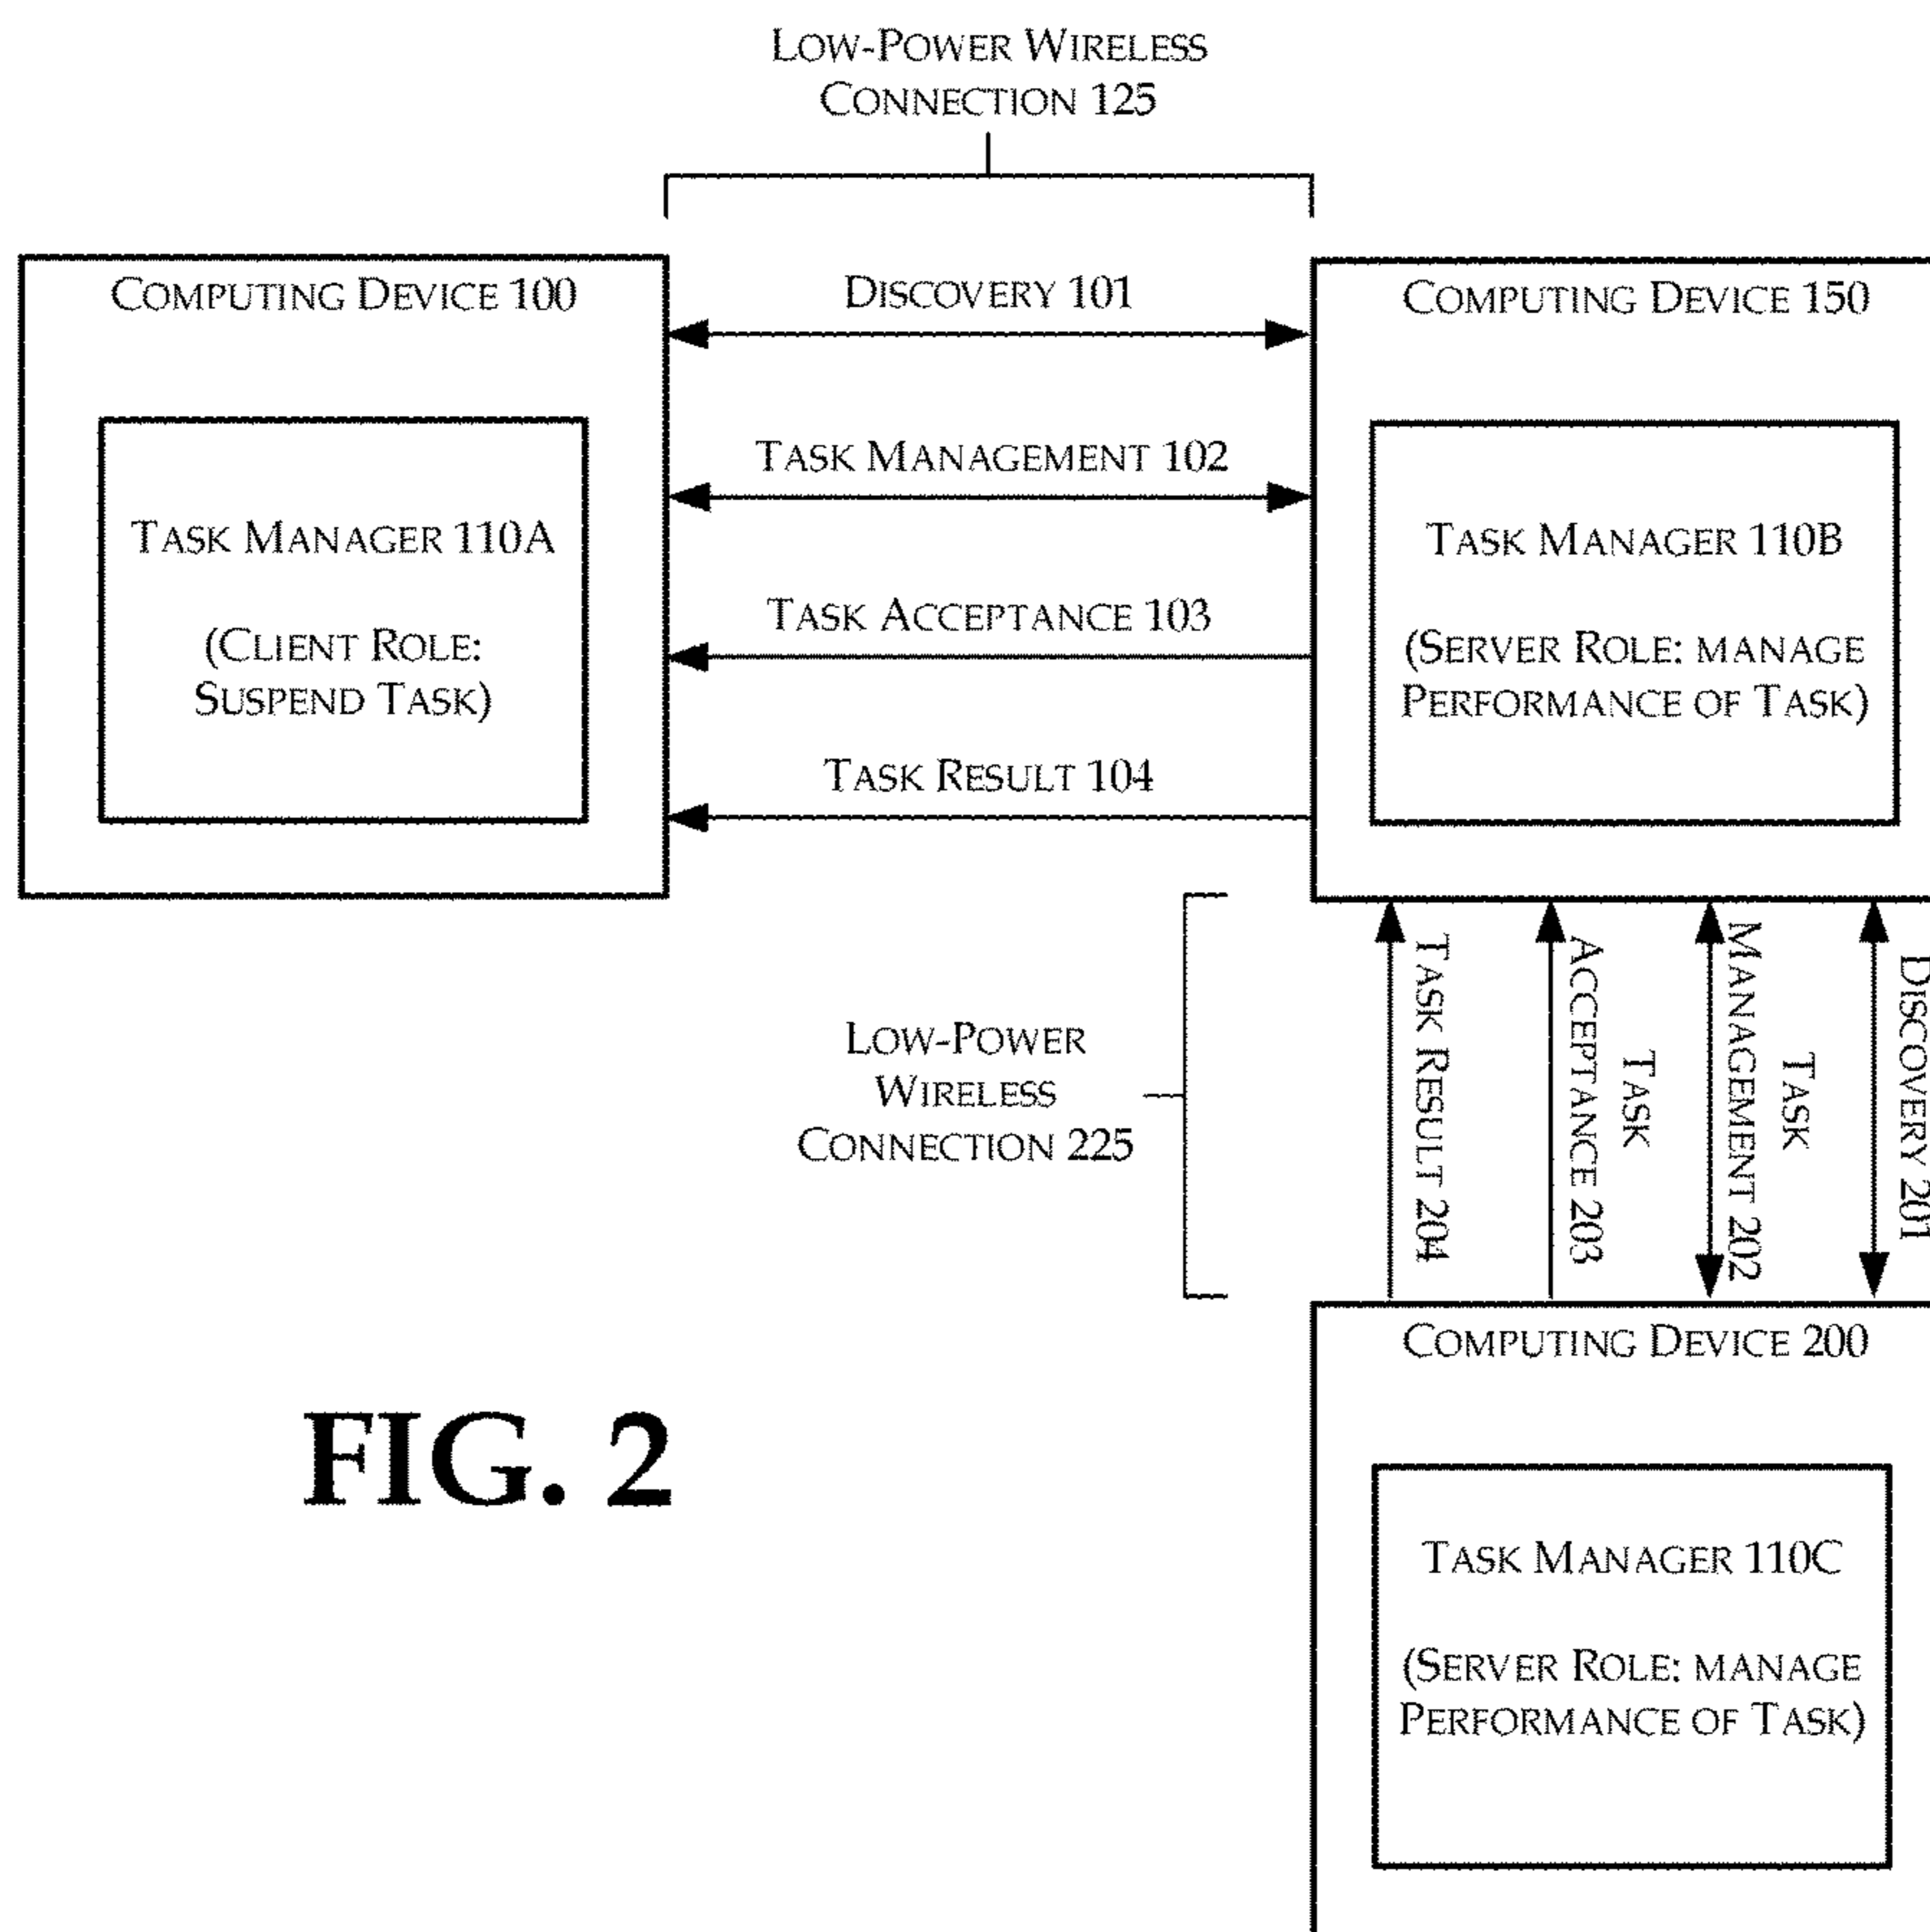 LOW-POWER WIRELESS
CONNECTION 125
COMPUTING DEVICE 100
TASK MANAGER 110A
(CLIENT ROLE:
SUSPEND TASK)
DISCOVERY 101
TASK MANAGEMENT 102
TASK ACCEPTANCE 103
TASK RESULT 104
COMPUTING DEVICE 150
TASK MANAGER 110B
(SERVER ROLE: MANAGE
PERFORMANCE OF TASK)
LOW-POWER
WIRELESS
CONNECTION 225
TASK RESULT 204
TASK
ACCEPTANCE 203
TASK
MANAGEMENT 202
DISCOVERY 201
COMPUTING DEVICE 200
TASK MANAGER 110C
(SERVER ROLE: MANAGE
PERFORMANCE OF TASK)
FIG. 2